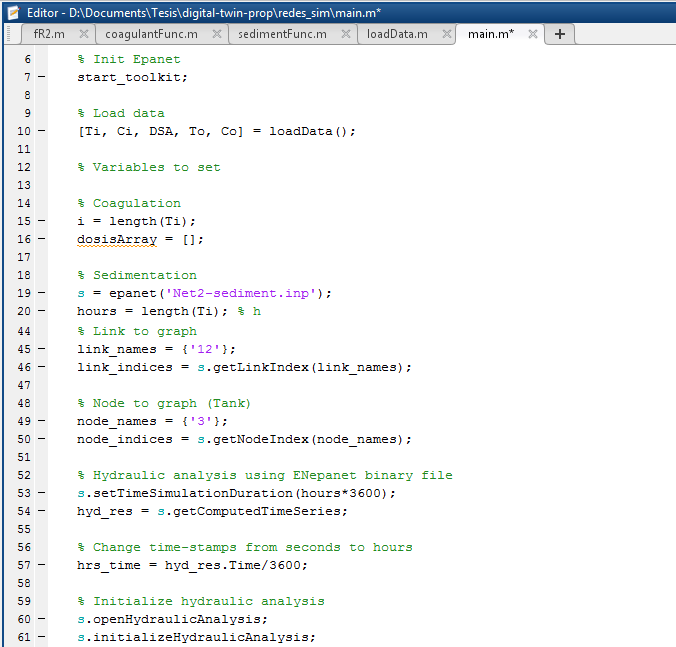 Editor - D:\Documents\Tesis\digital-twin-prop\redes_sim\main.m*
fR2.m × coagulantFunc.m × sedimentFunc.m × loadData.m × main.m* × +
6 % Init Epanet
7 – start_toolkit;
8
9 % Load data
10 – [Ti, Ci, DSA, To, Co] = loadData();
11
12 % Variables to set
13
14 % Coagulation
15 – i = length(Ti);
16 – dosisArray = [];
17
18 % Sedimentation
19 – s = epanet('Net2-sediment.inp');
20 – hours = length(Ti); % h
44 % Link to graph
45 – link_names = {'12'};
46 – link_indices = s.getLinkIndex(link_names);
47
48 % Node to graph (Tank)
49 – node_names = {'3'};
50 – node_indices = s.getNodeIndex(node_names);
51
52 % Hydraulic analysis using ENepanet binary file
53 – s.setTimeSimulationDuration(hours*3600);
54 – hyd_res = s.getComputedTimeSeries;
55
56 % Change time-stamps from seconds to hours
57 – hrs_time = hyd_res.Time/3600;
58
59 % Initialize hydraulic analysis
60 – s.openHydraulicAnalysis;
61 – s.initializeHydraulicAnalysis;